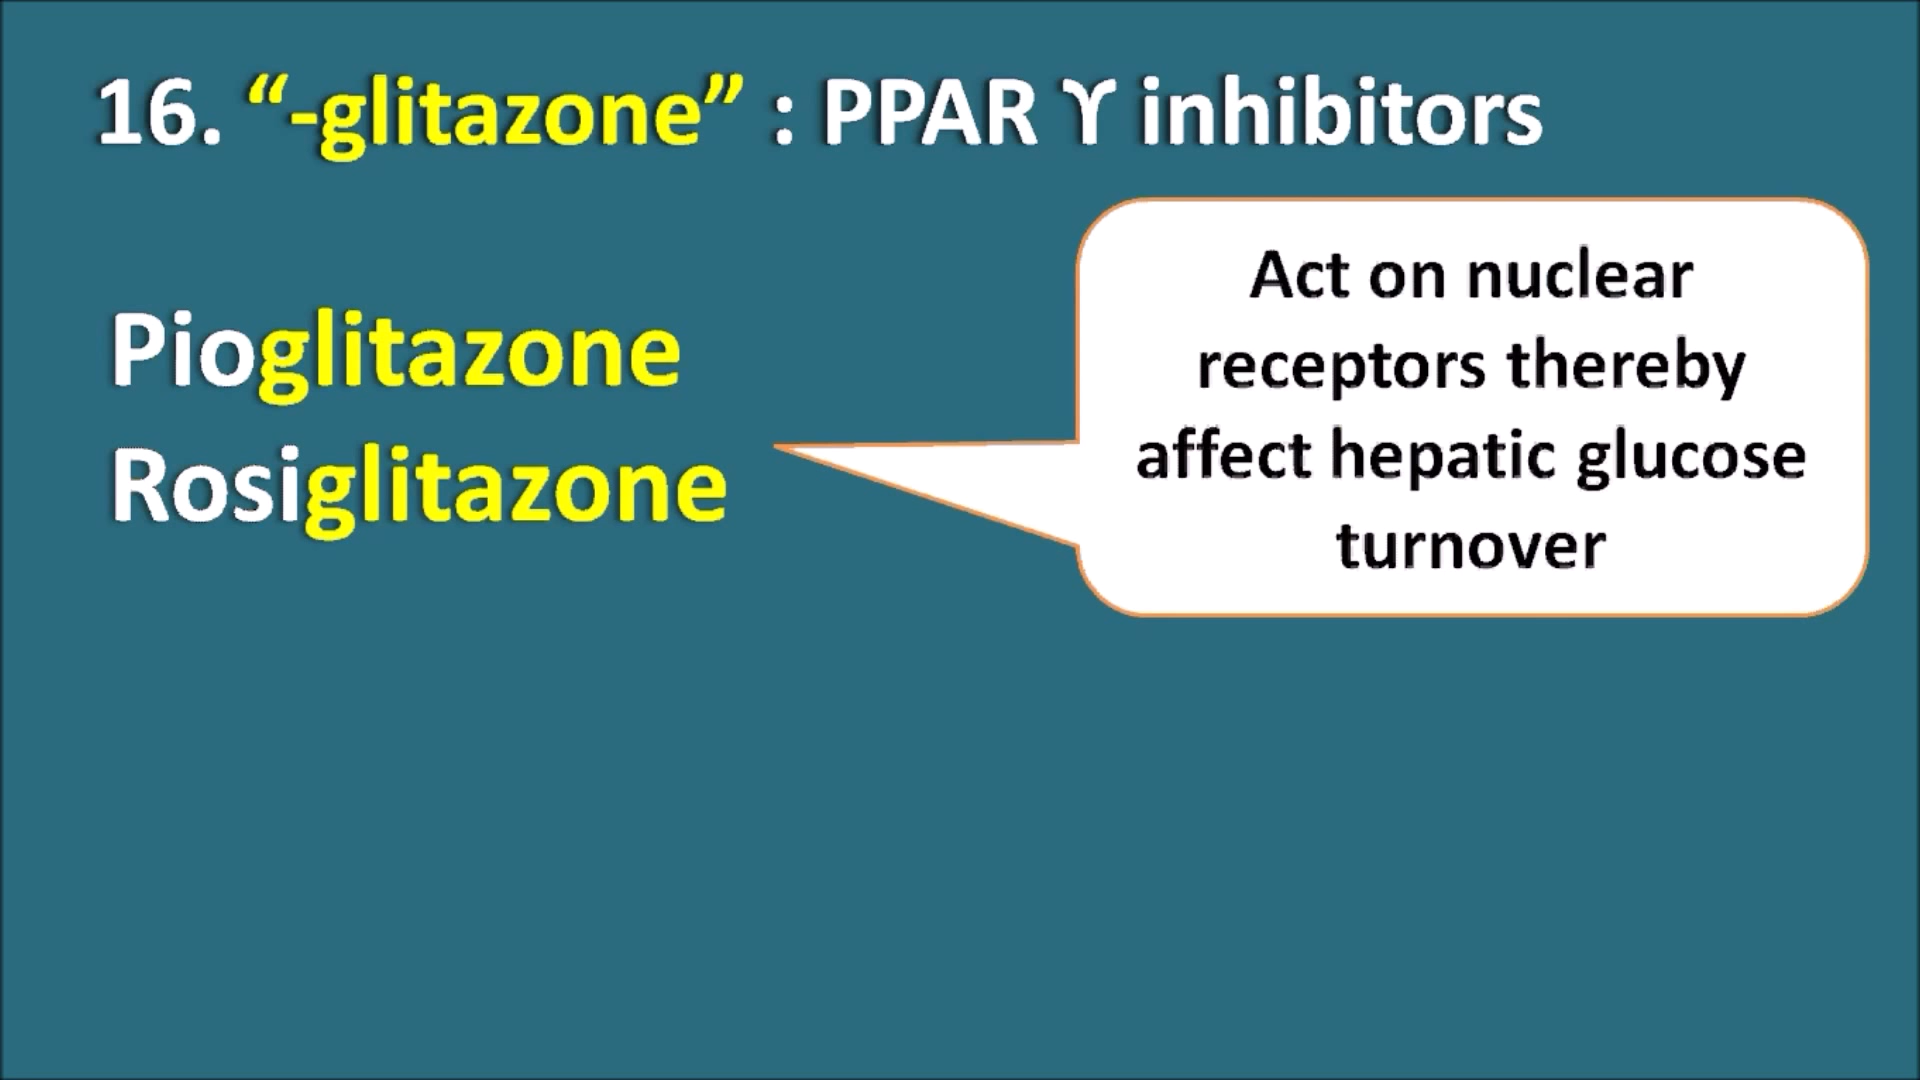 16. “-glitazone” : PPAR ϒ inhibitors
Pioglitazone
Rosiglitazone
Act on nuclear
receptors thereby
affect hepatic glucose
turnover